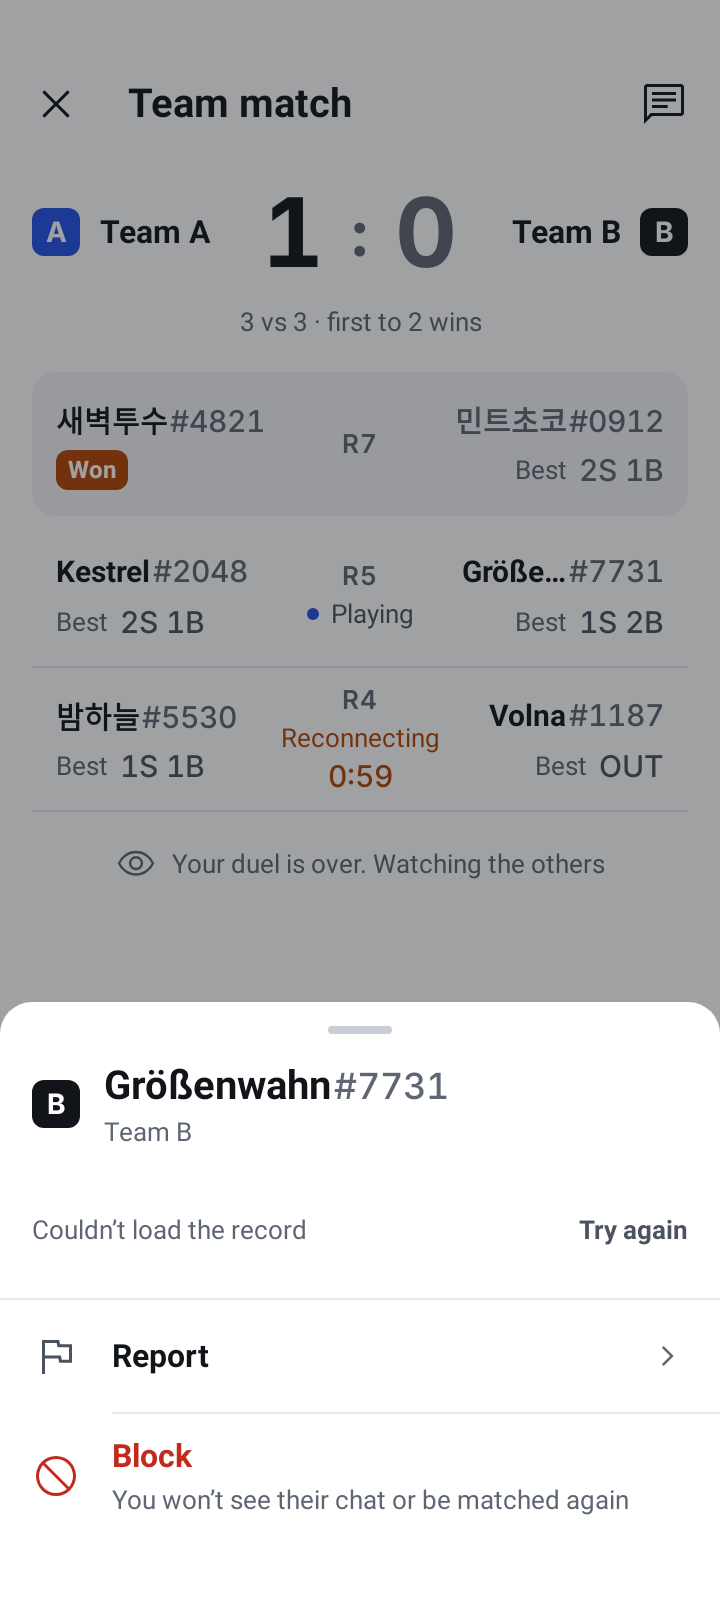 Team match
A Team A 1 : 0 Team B B
3 vs 3 · first to 2 wins
새벽투수#4821 R7 민트초코#0912
Won Best 2S 1B
Kestrel#2048 R5 Größe...#7731
Best 2S 1B Playing Best 1S 2B
밤하늘#5530 R4 Volna#1187
Reconnecting
Best 1S 1B 0:59 Best OUT
Your duel is over. Watching the others
B Größenwahn#7731
Team B
Couldn’t load the record Try again
Report
Block
You won’t see their chat or be matched again